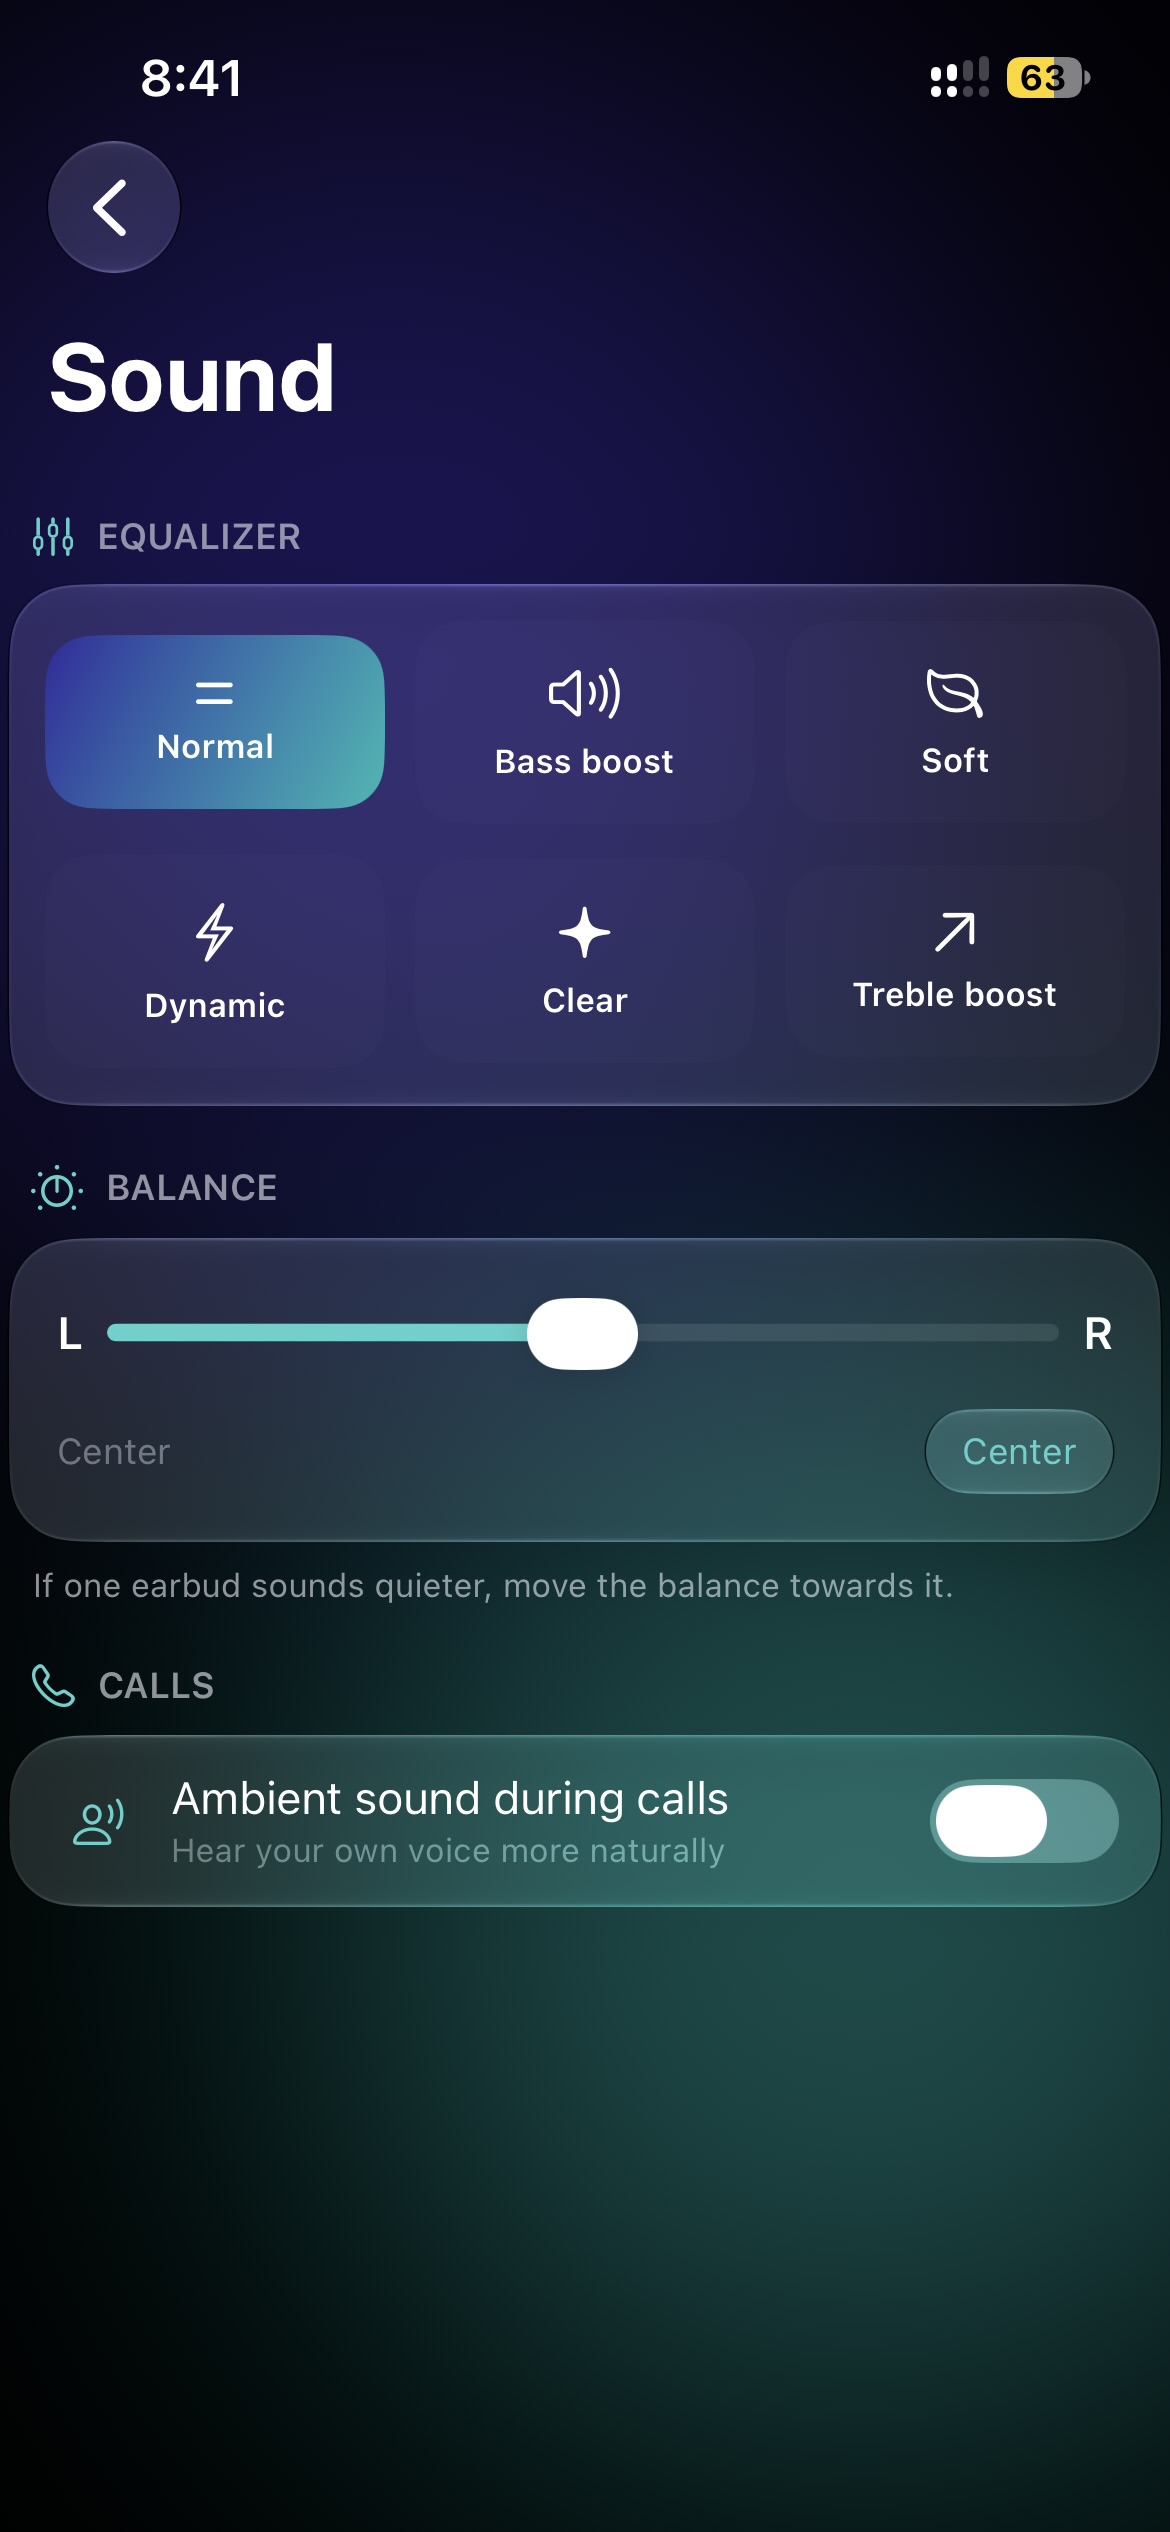 8:41
63
Sound
EQUALIZER
Normal
Bass boost
Soft
Dynamic
Clear
Treble boost
BALANCE
L
R
Center
Center
If one earbud sounds quieter, move the balance towards it.
CALLS
Ambient sound during calls
Hear your own voice more naturally